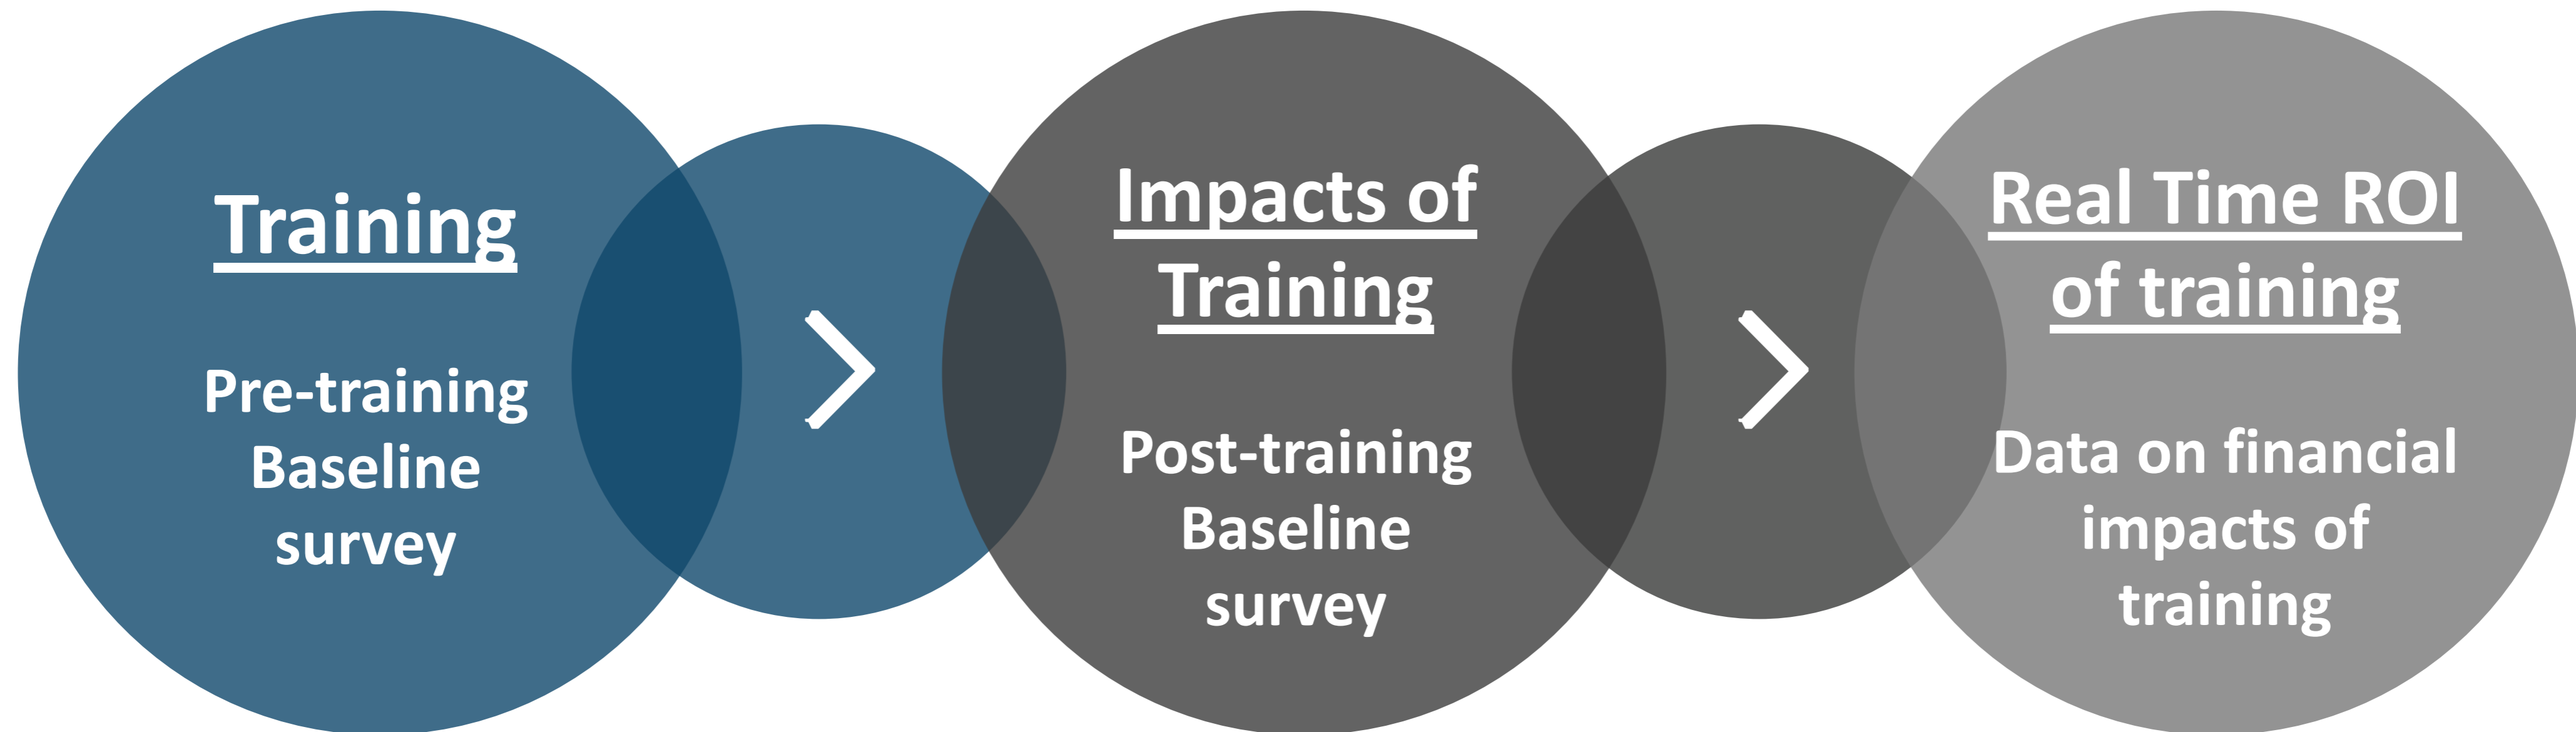 Training
Pre-training
Baseline
survey
>
Impacts of
Training
Post-training
Baseline
survey
>
Real Time ROI
of training
Data on financial
impacts of
training